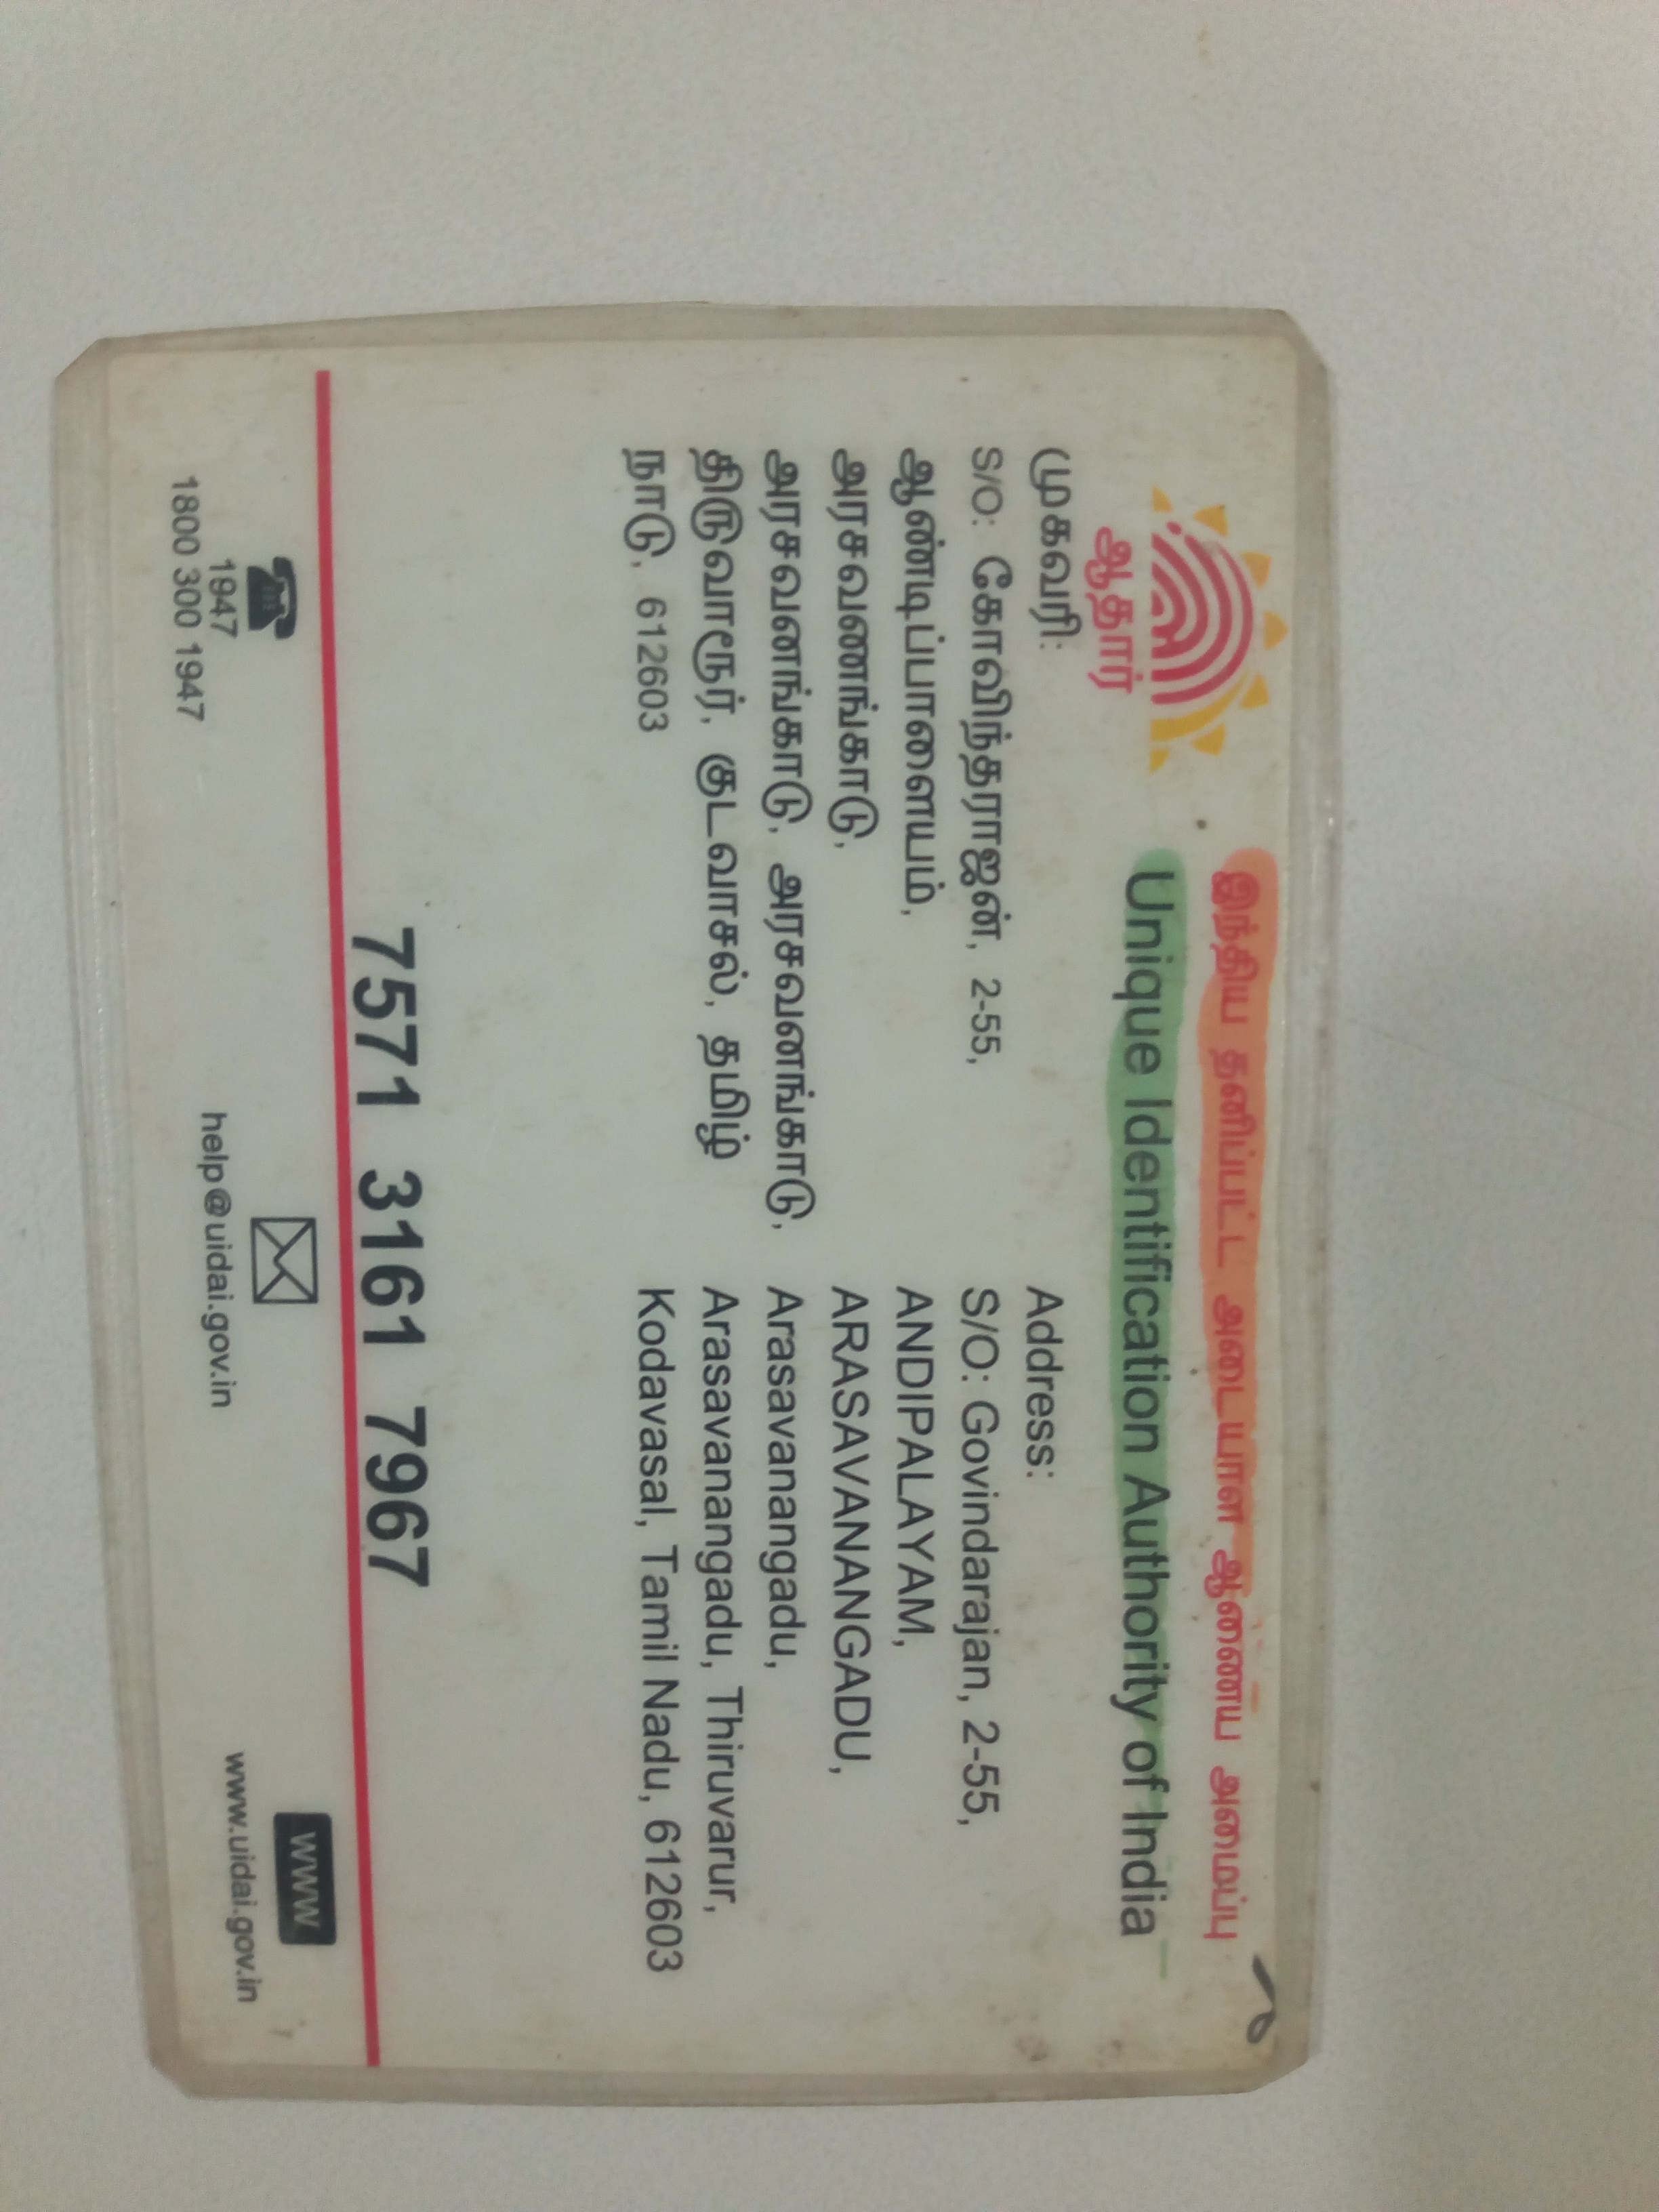 இந்திய தனிப்பட்ட அடையாள ஆணைய அமைப்பு
Unique Identification Authority of India
ஆதார்
முகவரி:
S/O: கோவிந்தராஜன், 2-55,
ஆண்டிப்பாளையம்,
அரசவணங்காடு,
அரசவனங்காடு, அரசவனங்காடு,
திருவாரூர், குடவாசல், தமிழ்
நாடு, 612603
Address:
S/O: Govindarajan, 2-55,
ANDIPALAYAM,
ARASAVANANGADU,
Arasavanangadu,
Arasavanangadu, Thiruvarur,
Kodavasal, Tamil Nadu, 612603
7571 3161 7967
1947
1800 300 1947
help@uidai.gov.in
www
www.uidai.gov.in